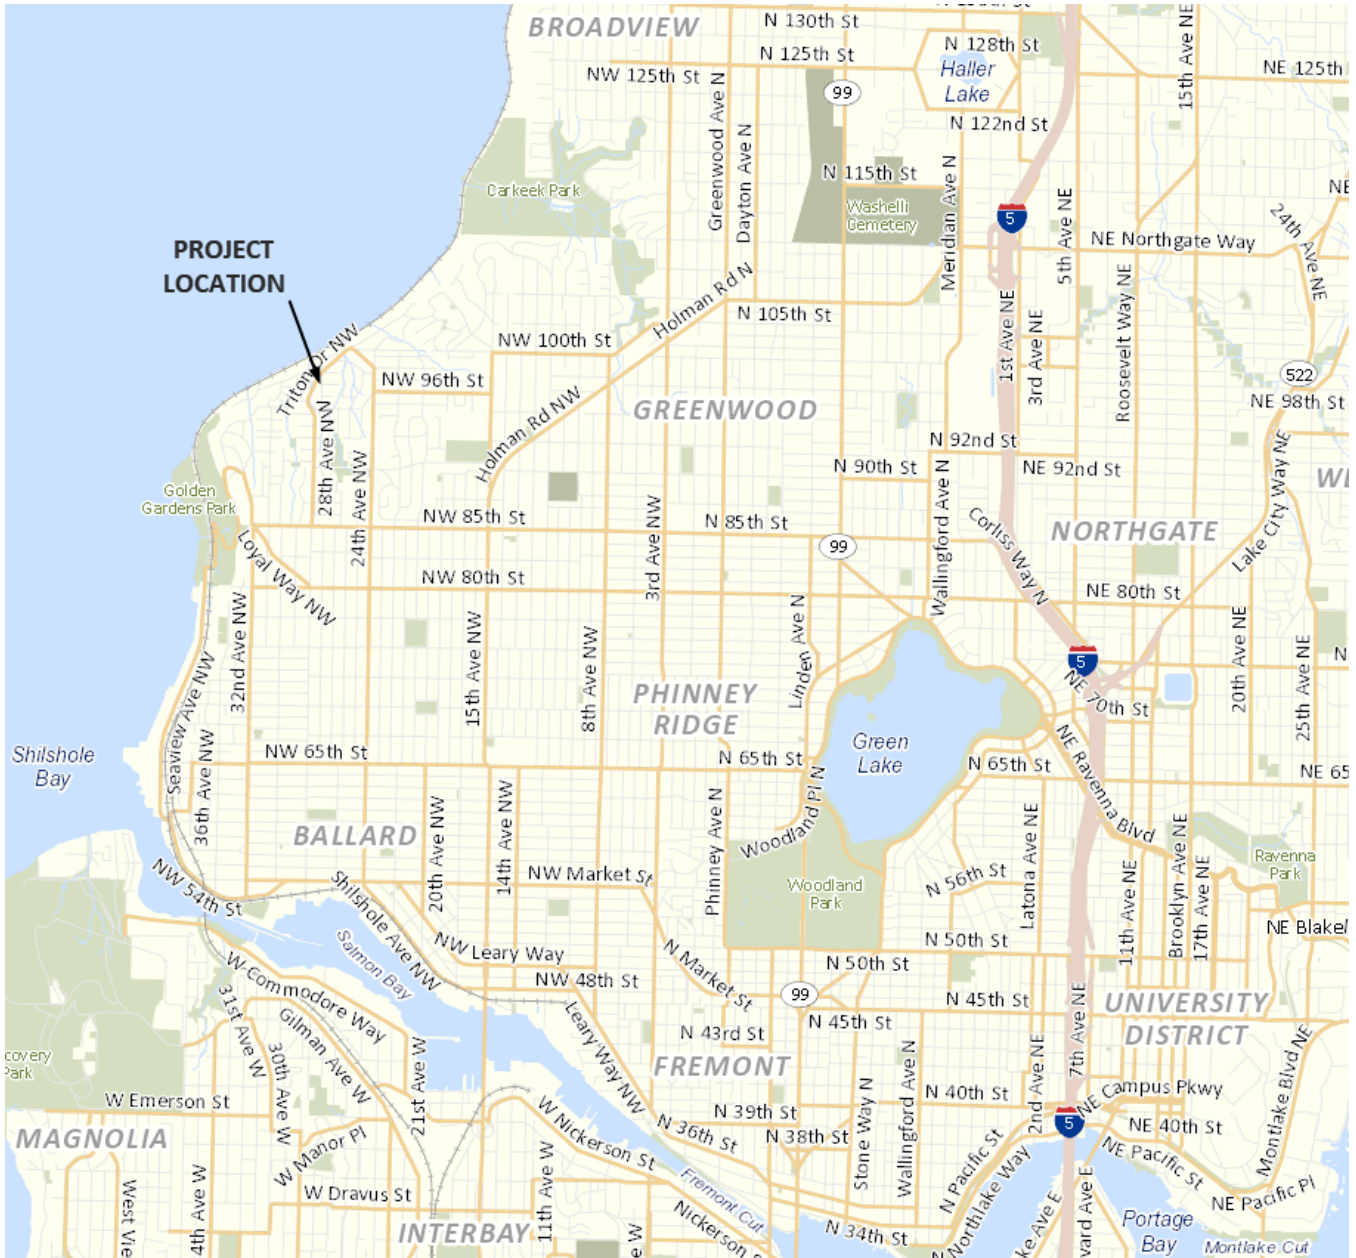 BROADVIEW
N 130th St
N 125th St
NW 125th St
N 128th St
Haller
Lake
NE 125th
15th Ave NE
99
N 122nd St
Greenwood Ave N
Dayton Ave N
Carkeek Park
N 115th St
Washelli
Cemetery
Meridian Ave N
5
5th Ave NE
NE Northgate Way
24th Ave NE
PROJECT
LOCATION
Holman Rd N
N 105th St
1st Ave NE
3rd Ave NE
Roosevelt Way NE
Triton Dr NW
NW 100th St
NW 96th St
522
NE 98th St
GREENWOOD
Holman Rd NW
28th Ave NW
24th Ave NW
N 92nd St
NE 92nd St
N 90th St
Wallingford Ave N
Lake City Way NE
Golden
Gardens Park
NW 85th St
N 85th St
3rd Ave NW
99
Corliss Way N
NORTHGATE
Loyal Way NW
NW 80th St
NE 80th St
32nd Ave NW
15th Ave NW
8th Ave NW
Linden Ave N
5
NE 70th St
20th Ave NE
25th Ave NE
Seaview Ave NW
PHINNEY
RIDGE
Shilshole
Bay
36th Ave NW
NW 65th St
N 65th St
Green
Lake
N 65th St
NE Ravenna Blvd
NE 65
BALLARD
20th Ave NW
14th Ave NW
Phinney Ave N
Woodland Pl N
Latona Ave NE
11th Ave NE
Brooklyn Ave NE
17th Ave NE
Ravenna
Park
NW 54th St
Shilshole Ave NW
NW Market St
Woodland
Park
N 56th St
NE Blakel
Salmon Bay
NW Leary Way
NW 48th St
N Market St
N 50th St
N 50th St
W Commodore Way
31st Ave W
Gilman Ave W
30th Ave W
21st Ave W
Leary Way NW
99
N 45th St
N 45th St
N 43rd St
FREMONT
UNIVERSITY
DISTRICT
7th Ave NE
2nd Ave NE
Montlake Blvd NE
covery
Park
W Emerson St
MAGNOLIA
W Manor Pl
W Nickerson St
N 36th St
N 39th St
N 38th St
Stone Way N
Wallingford Ave N
N 40th St
5
NE Campus Pkwy
NE 40th St
NE Pacific St
NE Pacific Pl
N Pacific St
N Northlake Way
W Dravus St
West Vie
4th Ave W
INTERBAY
11th Ave W
Fremont Cut
Nickerson
N 34th St
ke Ave E
vard Ave E
Portage
Bay
Montlake Cut